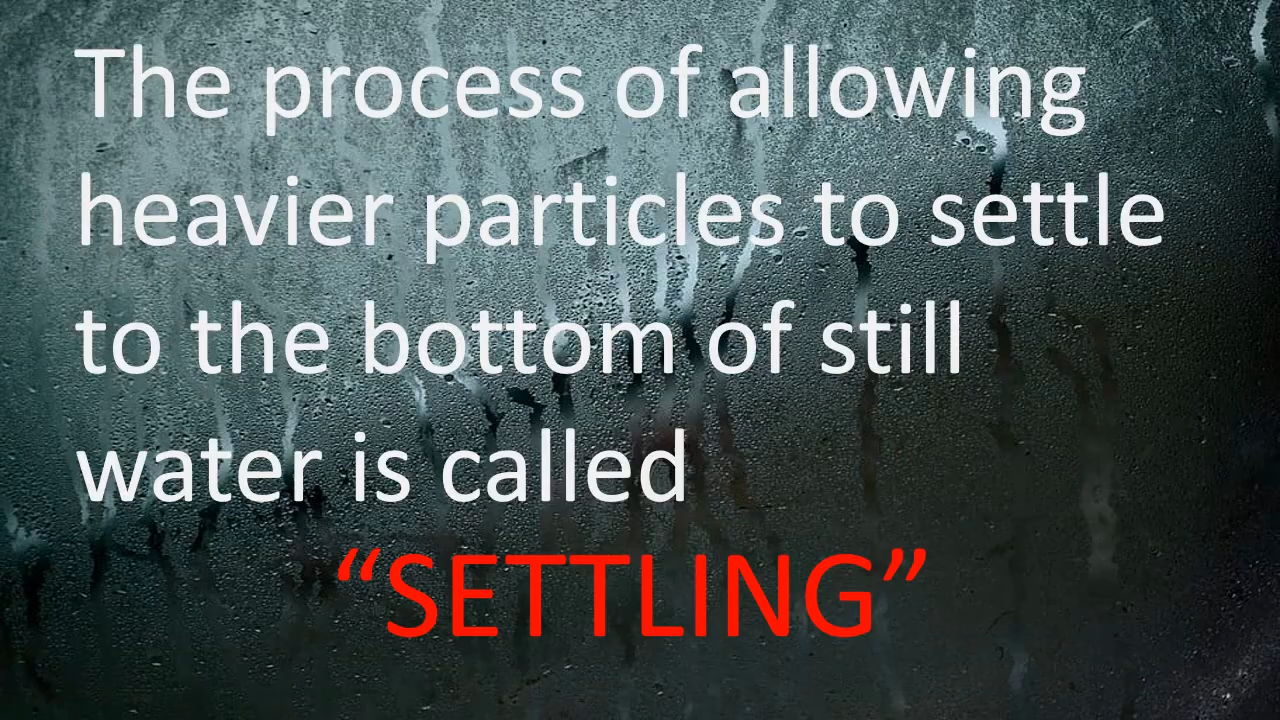 The process of allowing
heavier particles to settle
to the bottom of still
water is called
“SETTLING”